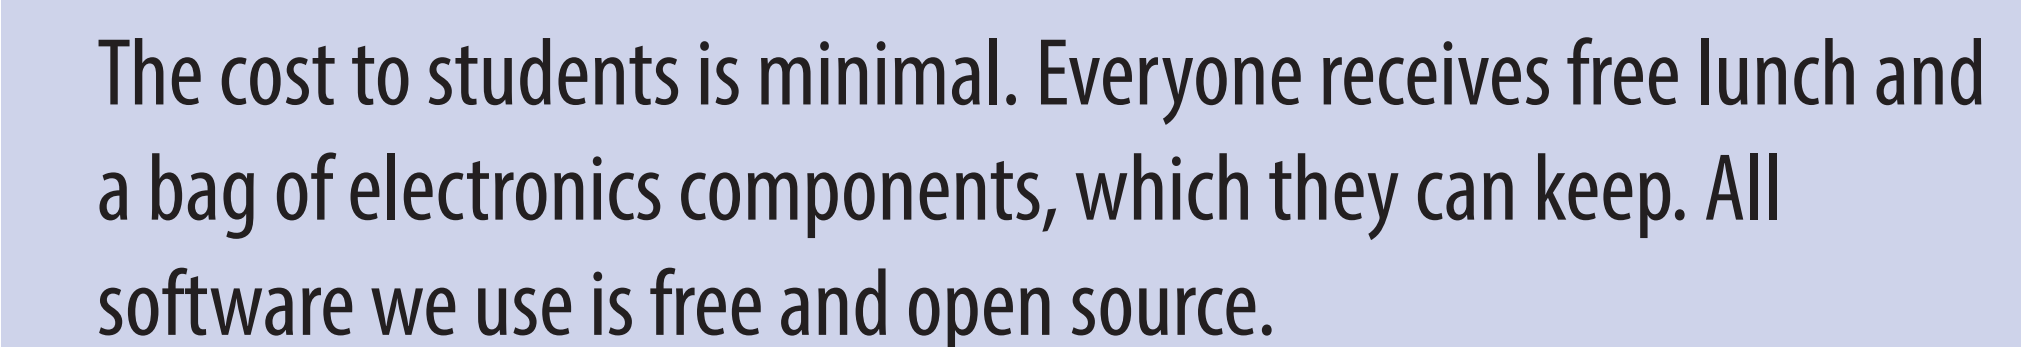 The cost to students is minimal. Everyone receives free lunch and
a bag of electronics components, which they can keep. All
software we use is free and open source.